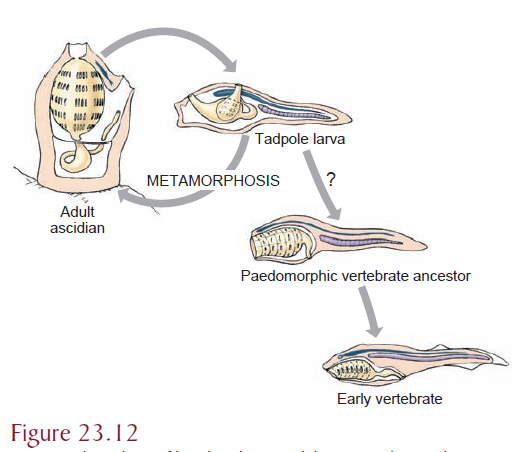 Tadpole larva
METAMORPHOSIS
?
Adult
ascidian
Paedomorphic vertebrate ancestor
Early vertebrate
Figure 23.12